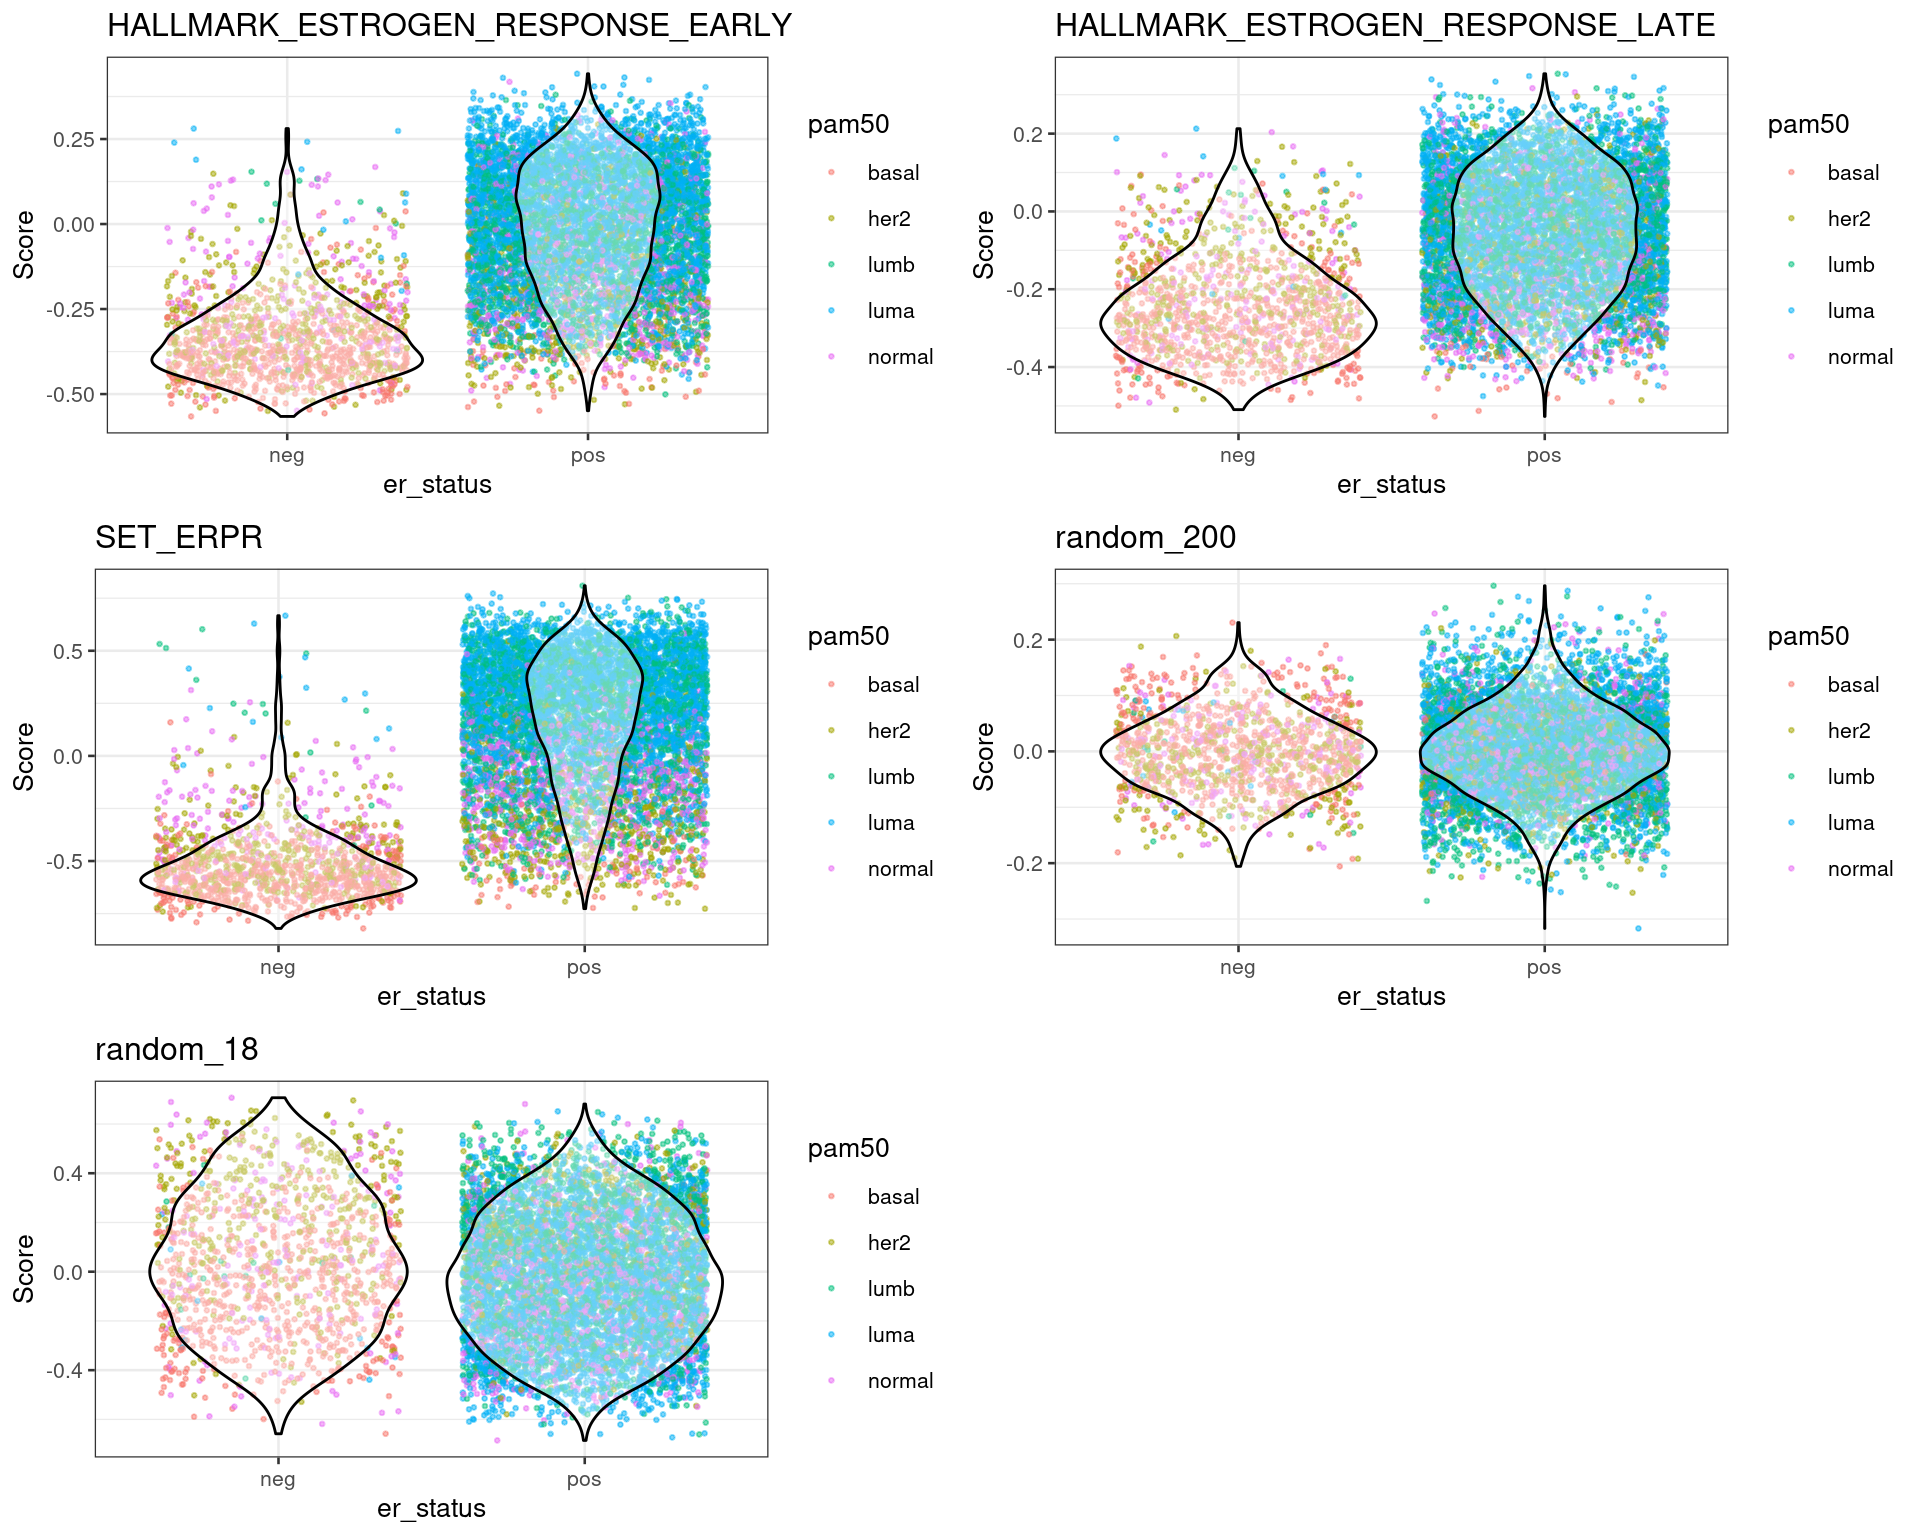 HALLMARK_ESTROGEN_RESPONSE_EARLY
Score
0.25
0.00
-0.25
-0.50
neg
pos
er_status
pam50
basal
her2
lumb
luma
normal
HALLMARK_ESTROGEN_RESPONSE_LATE
Score
0.2
0.0
-0.2
-0.4
neg
pos
er_status
pam50
basal
her2
lumb
luma
normal
SET_ERPR
Score
0.5
0.0
-0.5
neg
pos
er_status
pam50
basal
her2
lumb
luma
normal
random_200
Score
0.2
0.0
-0.2
neg
pos
er_status
pam50
basal
her2
lumb
luma
normal
random_18
Score
0.4
0.0
-0.4
neg
pos
er_status
pam50
basal
her2
lumb
luma
normal